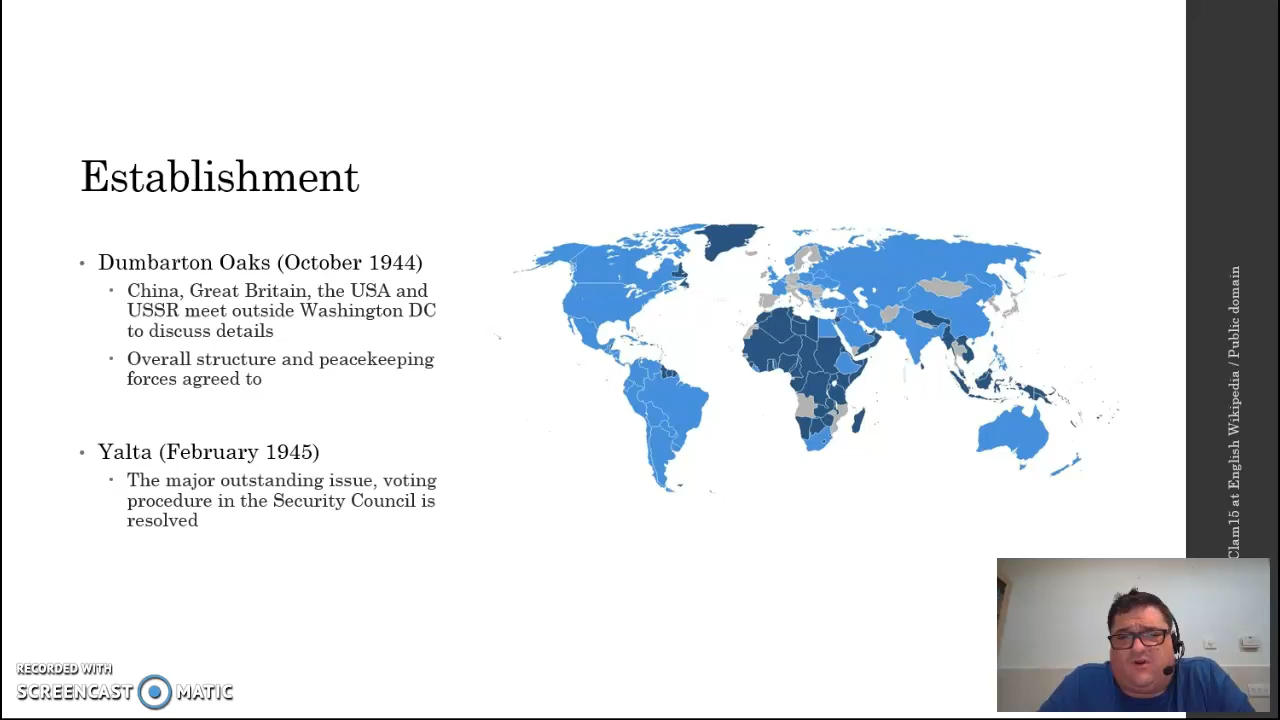 Establishment
Dumbarton Oaks (October 1944)
China, Great Britain, the USA and
USSR meet outside Washington DC
to discuss details
Overall structure and peacekeeping
forces agreed to
Yalta (February 1945)
The major outstanding issue, voting
procedure in the Security Council is
resolved
Clam15 at English Wikipedia / Public domain
RECORDED WITH
SCREENCAST MATIC